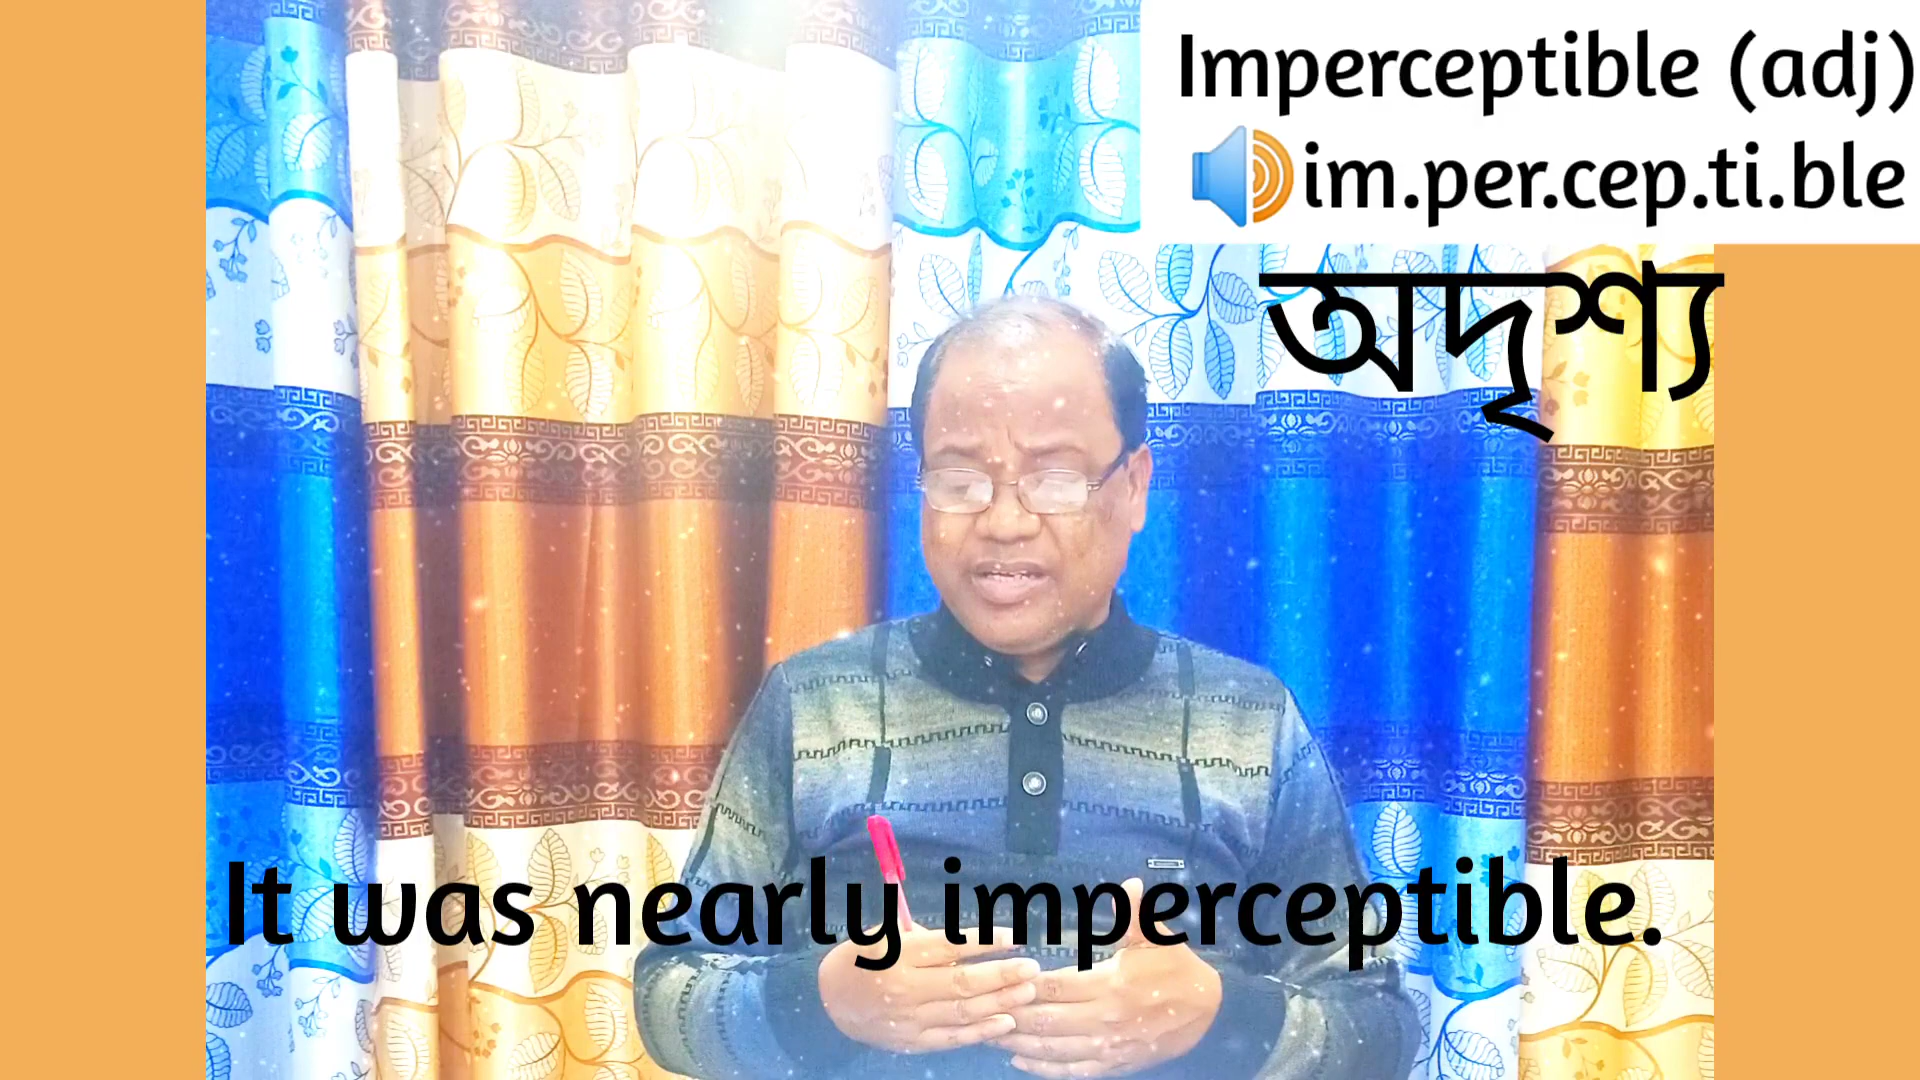 Imperceptible (adj)
im.per.cep.ti.ble
অদৃশ্য
It was nearly imperceptible.